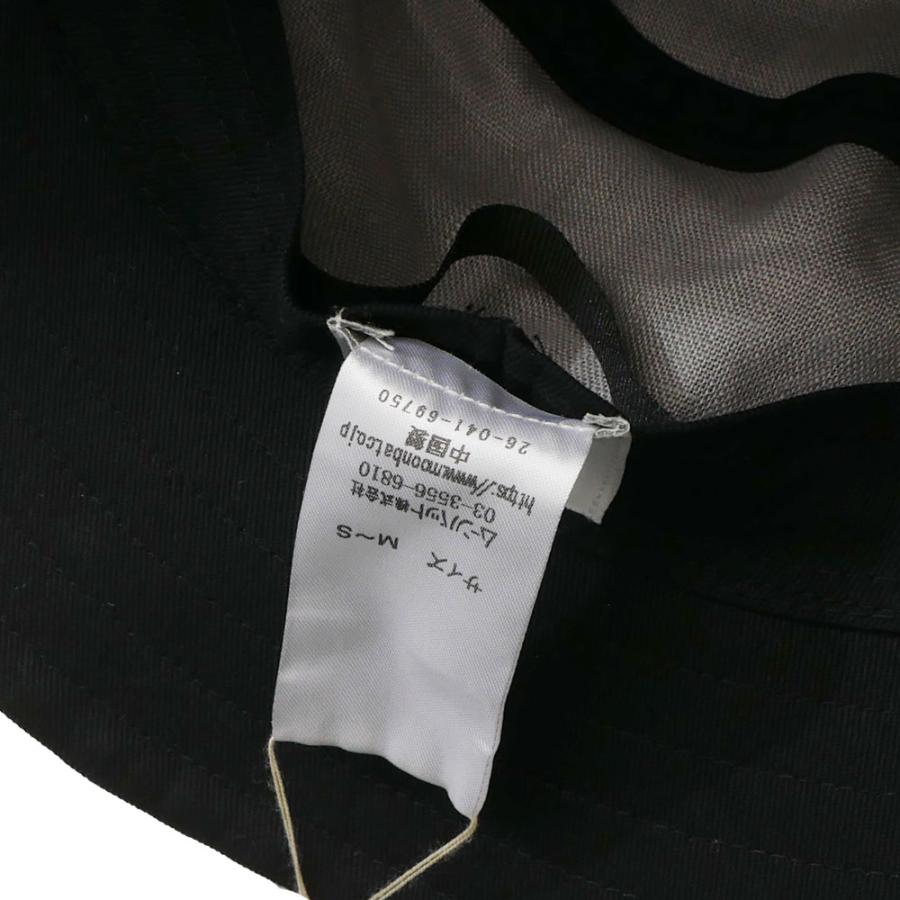 サイズ M～S
ムーンバット株式会社
03-3556-6810
https://www.moonbat.co.jp
中国製
26-041-69750